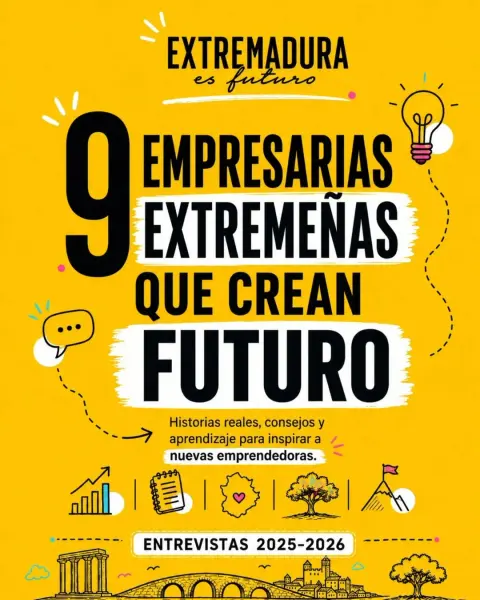 EXTREMADURA
es futuro
9 EMPRESARIAS
EXTREMEÑAS
QUE CREAN
FUTURO
Historias reales, consejos y
aprendizaje para inspirar a
nuevas emprendedoras.
ENTREVISTAS 2025-2026